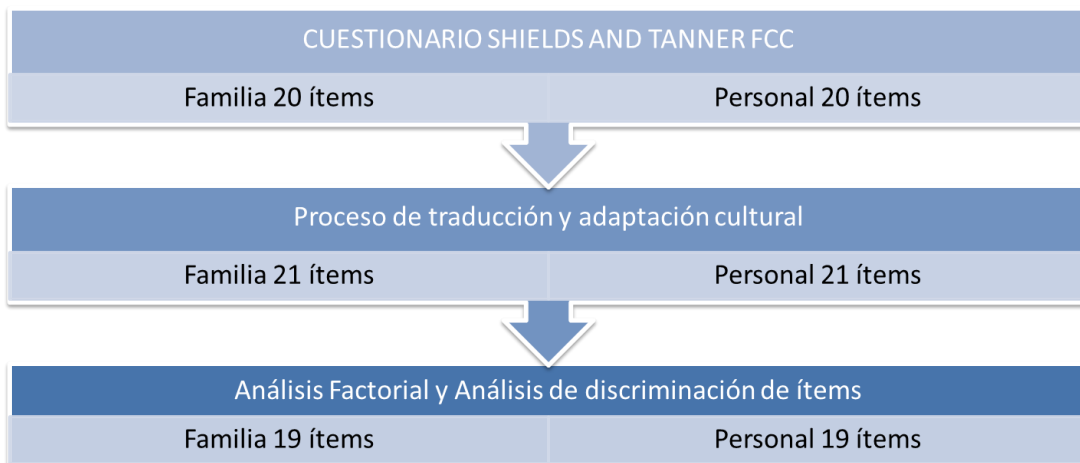 CUESTIONARIO SHIELDS AND TANNER FCC
Familia 20 ítems
Personal 20 ítems
Proceso de traducción y adaptación cultural
Familia 21 ítems
Personal 21 ítems
Análisis Factorial y Análisis de discriminación de ítems
Familia 19 ítems
Personal 19 ítems